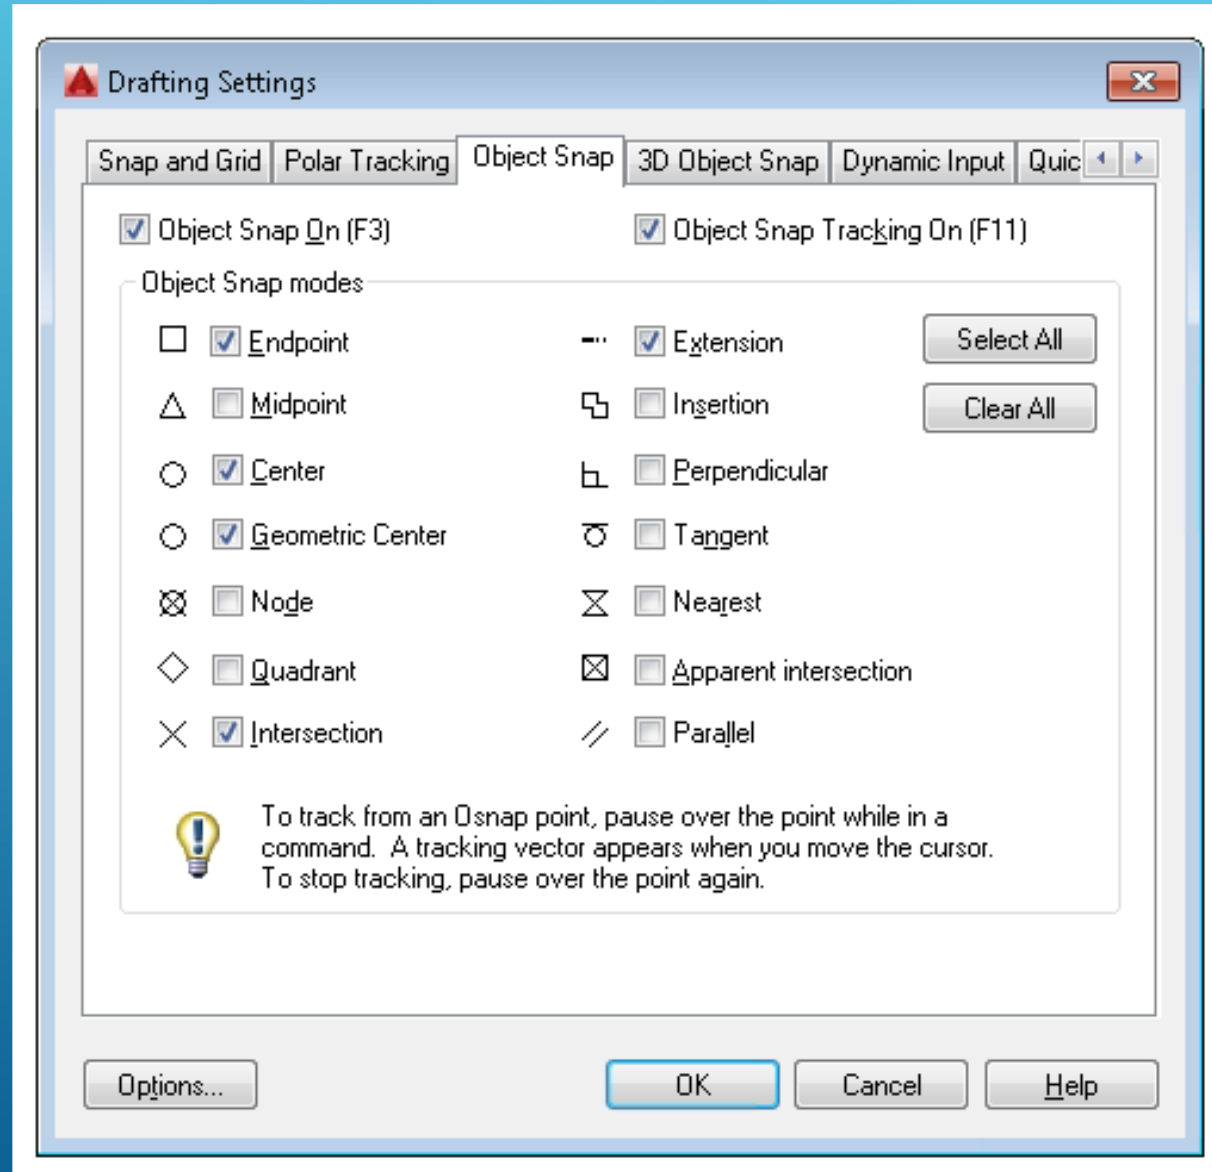 Drafting Settings
Snap and Grid Polar Tracking Object Snap 3D Object Snap Dynamic Input Quic
Object Snap On (F3) Object Snap Tracking On (F11)
Object Snap modes
Endpoint Extension Select All
Midpoint Insertion Clear All
Center Perpendicular
Geometric Center Tangent
Node Nearest
Quadrant Apparent intersection
Intersection Parallel
To track from an Osnap point, pause over the point while in a
command. A tracking vector appears when you move the cursor.
To stop tracking, pause over the point again.
Options... OK Cancel Help